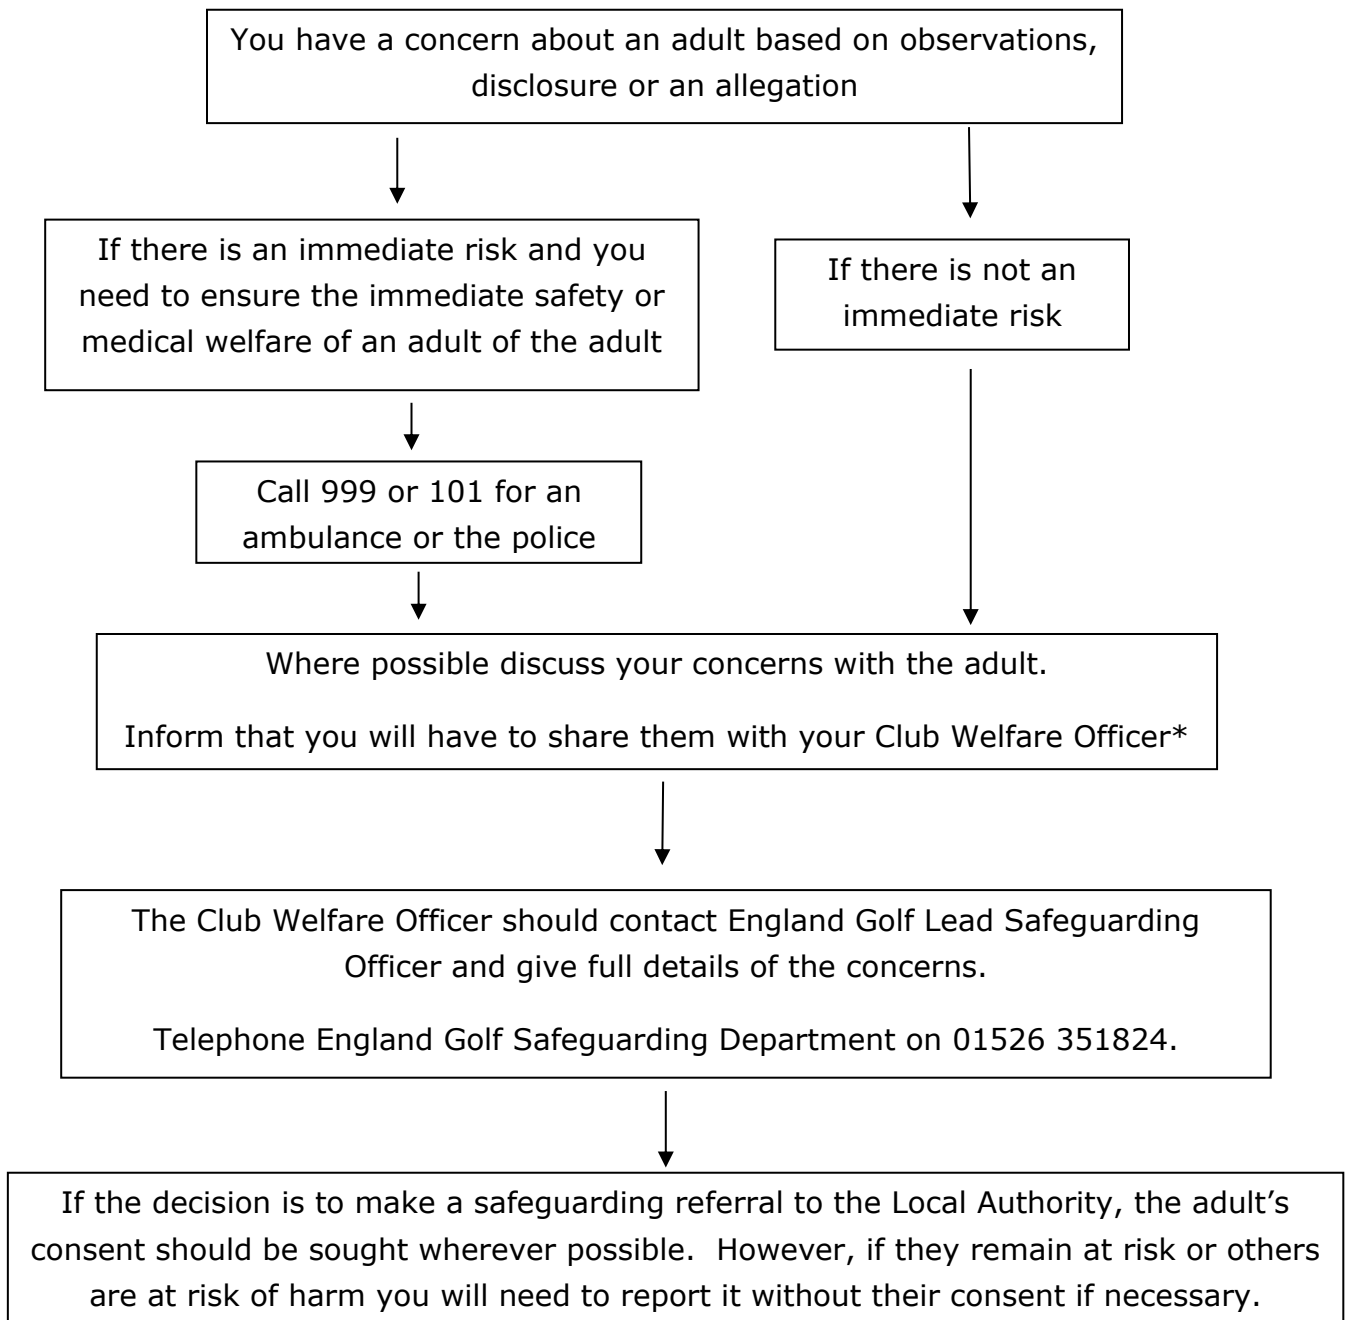 You have a concern about an adult based on observations,
disclosure or an allegation
If there is an immediate risk and you
need to ensure the immediate safety or
medical welfare of an adult of the adult
If there is not an
immediate risk
Call 999 or 101 for an
ambulance or the police
Where possible discuss your concerns with the adult.
Inform that you will have to share them with your Club Welfare Officer*
The Club Welfare Officer should contact England Golf Lead Safeguarding
Officer and give full details of the concerns.
Telephone England Golf Safeguarding Department on 01526 351824.
If the decision is to make a safeguarding referral to the Local Authority, the adult’s
consent should be sought wherever possible.  However, if they remain at risk or others
are at risk of harm you will need to report it without their consent if necessary.